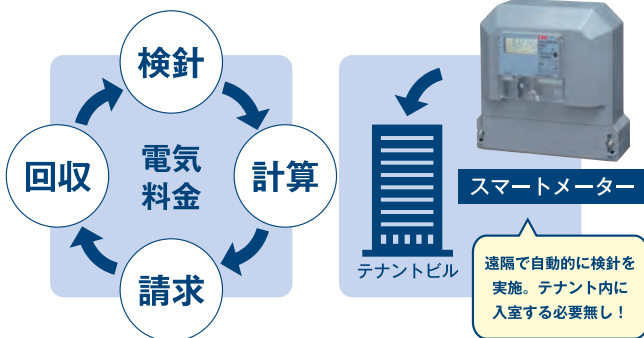 検針
回収
電気
料金
計算
請求
テナントビル
スマートメーター
遠隔で自動的に検針を
実施。テナント内に
入室する必要無し！